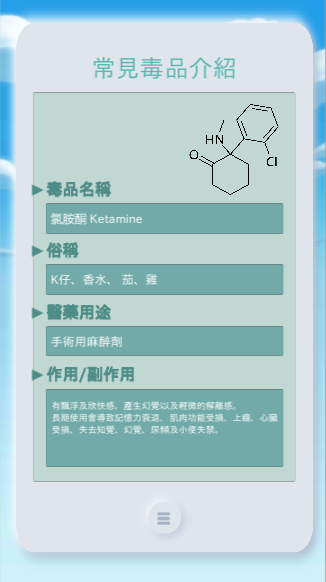 常見毒品介紹
HN
O
Cl
▶毒品名稱
氯胺酮 Ketamine
▶俗稱
K仔、香水、 茄、雞
▶醫藥用途
手術用麻醉劑
▶作用/副作用
有飄浮及欣快感，產生幻覺以及輕微的解離感。
長期使用會導致記憶力衰退、 肌肉功能受損、上癮、心臟
受損、失去知覺、幻覺、尿頻及小便失禁。